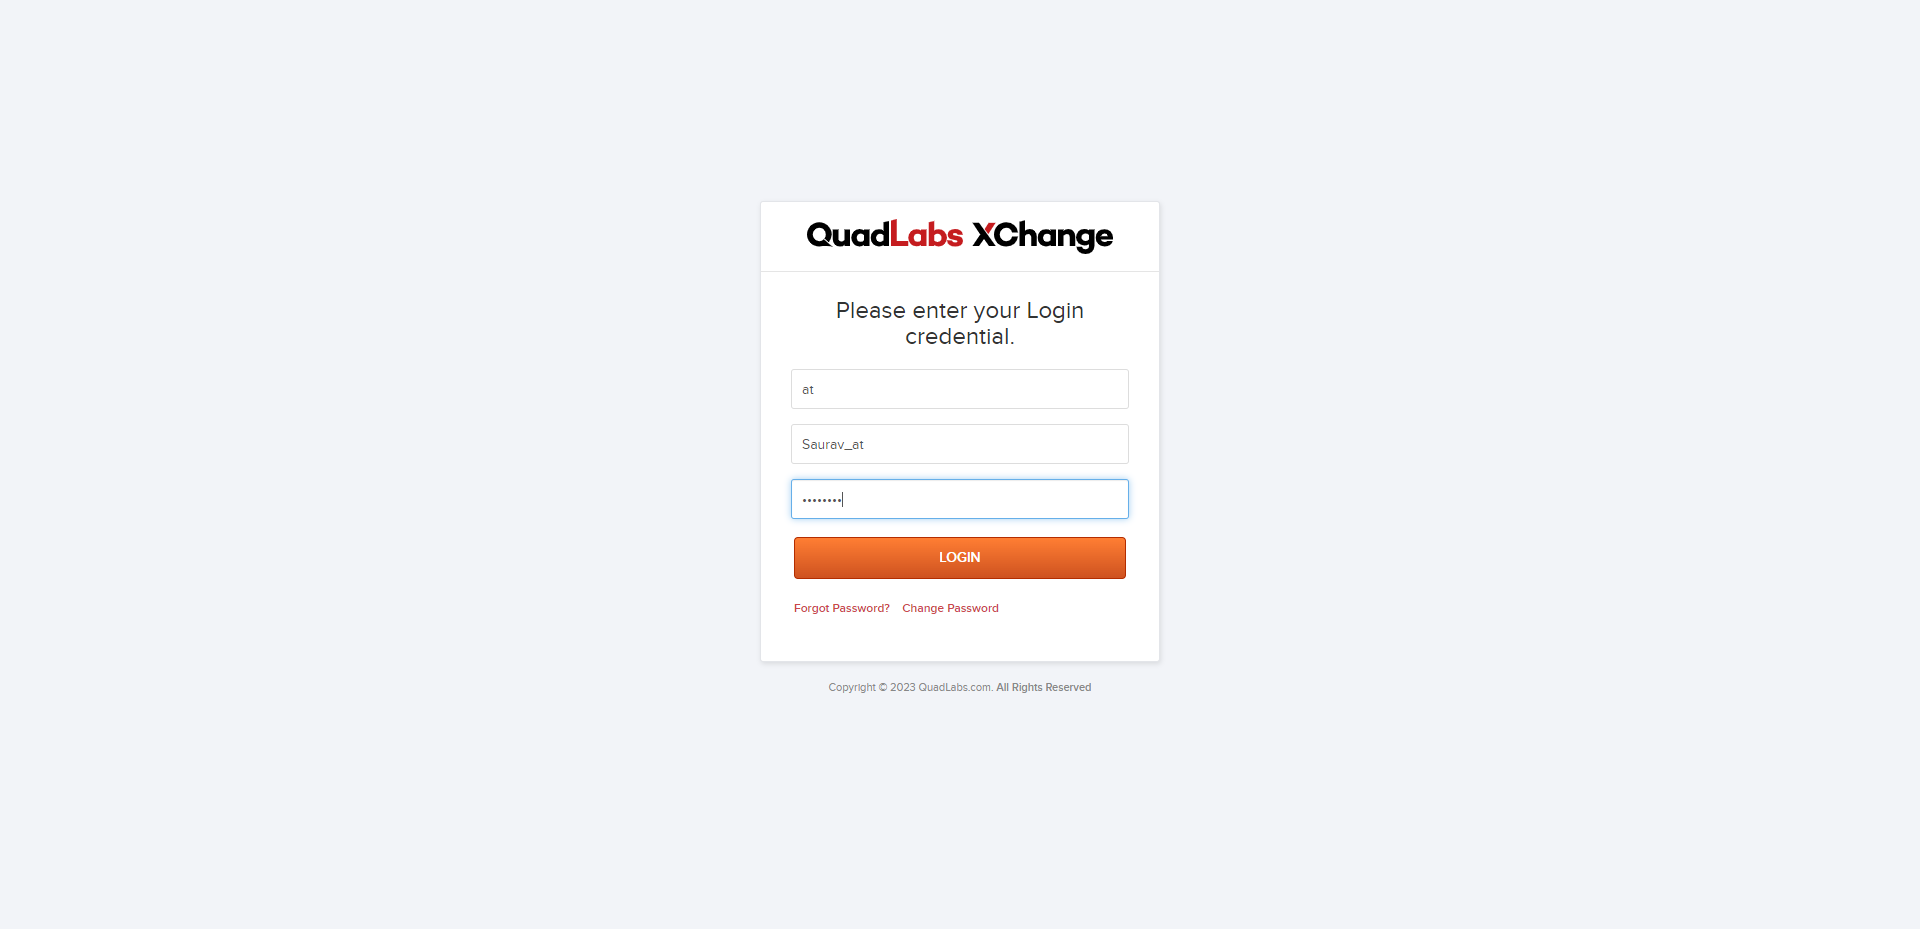 QuadLabs XChange
Please enter your Login
credential.
at
Saurav_at
••••••••
LOGIN
Forgot Password? Change Password
Copyright © 2023 QuadLabs.com. All Rights Reserved